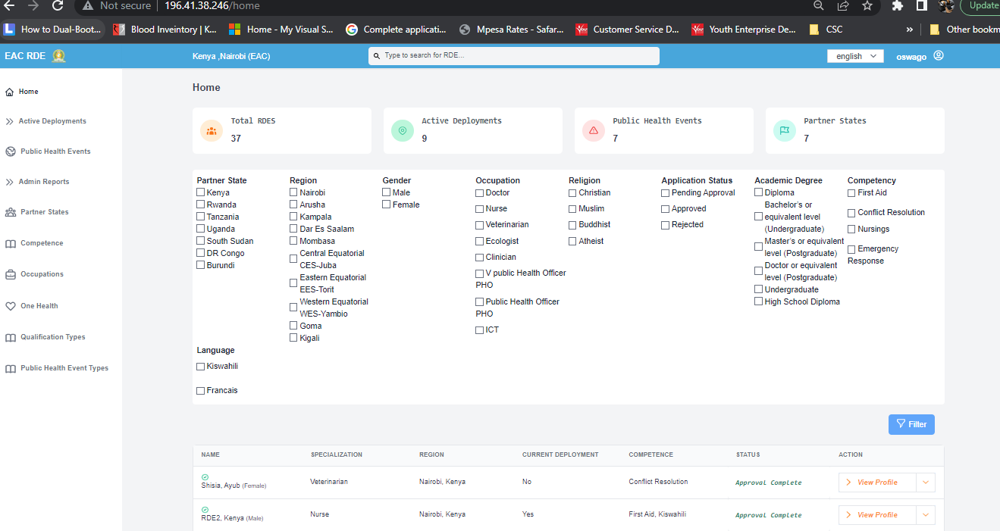 Not secure | 196.41.38.246/home
Update
How to Dual-Boot...
Blood Inveintory | K...
Home - My Visual S...
Complete applicati...
Mpesa Rates - Safar...
Customer Service D...
Youth Enterprise De...
CSC
»
Other bookm
EAC RDE
Kenya ,Nairobi (EAC)
Type to search for RDE...
english
oswago
Home
Active Deployments
Public Health Events
Admin Reports
Partner States
Competence
Occupations
One Health
Qualification Types
Public Health Event Types
Home
Total RDES
37
Active Deployments
9
Public Health Events
7
Partner States
7
Partner State
Kenya
Rwanda
Tanzania
Uganda
South Sudan
DR Congo
Burundi
Region
Nairobi
Arusha
Kampala
Dar Es Saalam
Mombasa
Central Equatorial
CES-Juba
Eastern Equatorial
EES-Torit
Western Equatorial
WES-Yambio
Goma
Kigali
Gender
Male
Female
Occupation
Doctor
Nurse
Veterinarian
Ecologist
Clinician
V public Health Officer
PHO
Public Health Officer
PHO
ICT
Religion
Christian
Muslim
Buddhist
Atheist
Application Status
Pending Approval
Approved
Rejected
Academic Degree
Diploma
Bachelor's or
equivalent level
(Undergraduate)
Master's or equivalent
level (Postgraduate)
Doctor or equivalent
level (Postgraduate)
Undergraduate
High School Diploma
Competency
First Aid
Conflict Resolution
Nursings
Emergency
Response
Language
Kiswahili
Francais
Filter
NAME SPECIALIZATION REGION CURRENT DEPLOYMENT COMPETENCE STATUS ACTION
Shisia, Ayub (Female) Veterinarian Nairobi, Kenya No Conflict Resolution Approval Complete View Profile
RDE2, Kenya (Male) Nurse Nairobi, Kenya Yes First Aid, Kiswahili Approval Complete View Profile